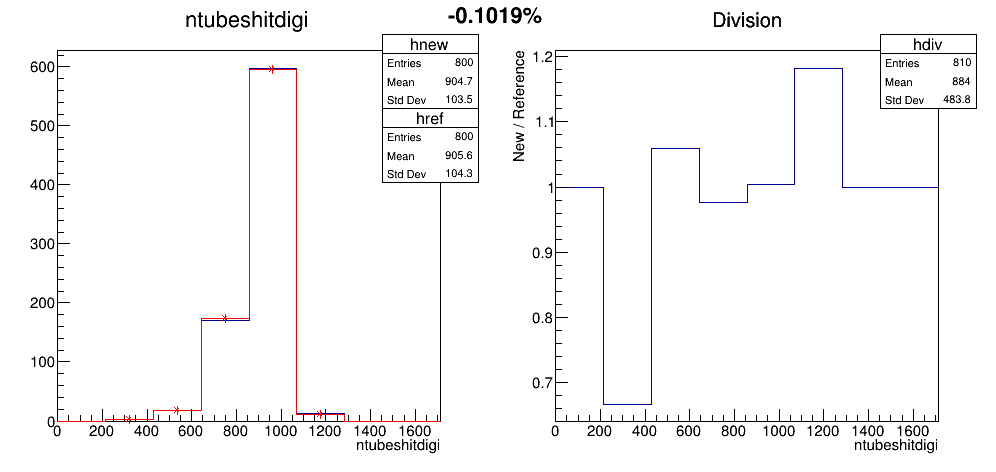 -0.1019%
ntubeshitdigi
hnew
Entries 800
Mean 904.7
Std Dev 103.5
href
Entries 800
Mean 905.6
Std Dev 104.3
600
500
400
300
200
100
0
0 200 400 600 800 1000 1200 1400 1600
ntubeshitdigi
Division
hdiv
Entries 810
Mean 884
Std Dev 483.8
New / Reference
1.2
1.1
1
0.9
0.8
0.7
0 200 400 600 800 1000 1200 1400 1600
ntubeshitdigi